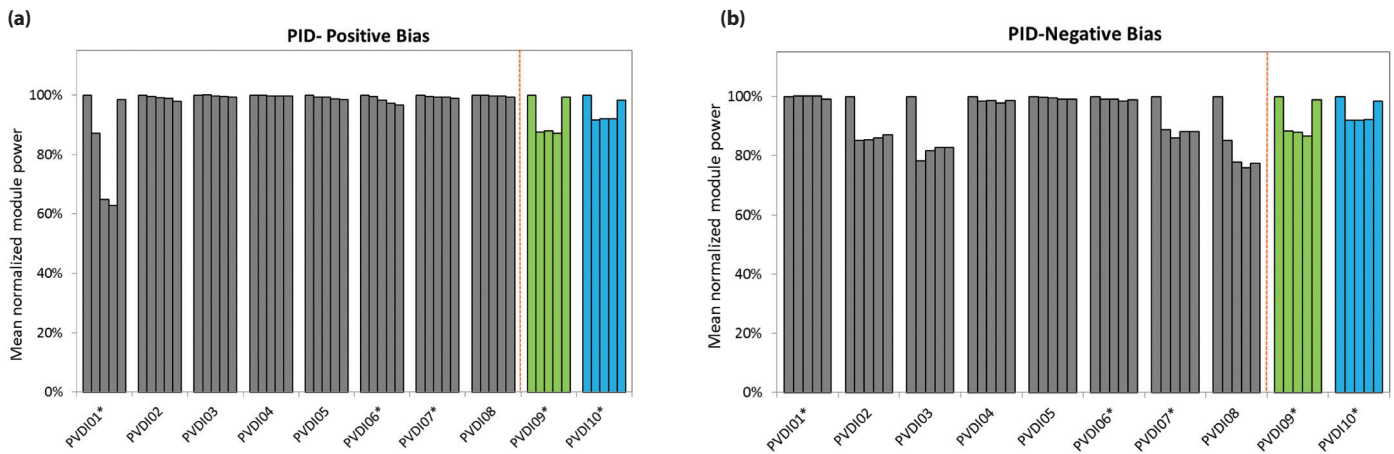 (a)
PID- Positive Bias
Mean normalized module power
100%
80%
60%
40%
20%
0%
PVDI01*
PVDI02
PVDI03
PVDI04
PVDI05
PVDI06*
PVDI07*
PVDI08
PVDI09*
PVDI10*
(b)
PID-Negative Bias
Mean normalized module power
100%
80%
60%
40%
20%
0%
PVDI01*
PVDI02
PVDI03
PVDI04
PVDI05
PVDI06*
PVDI07*
PVDI08
PVDI09*
PVDI10*